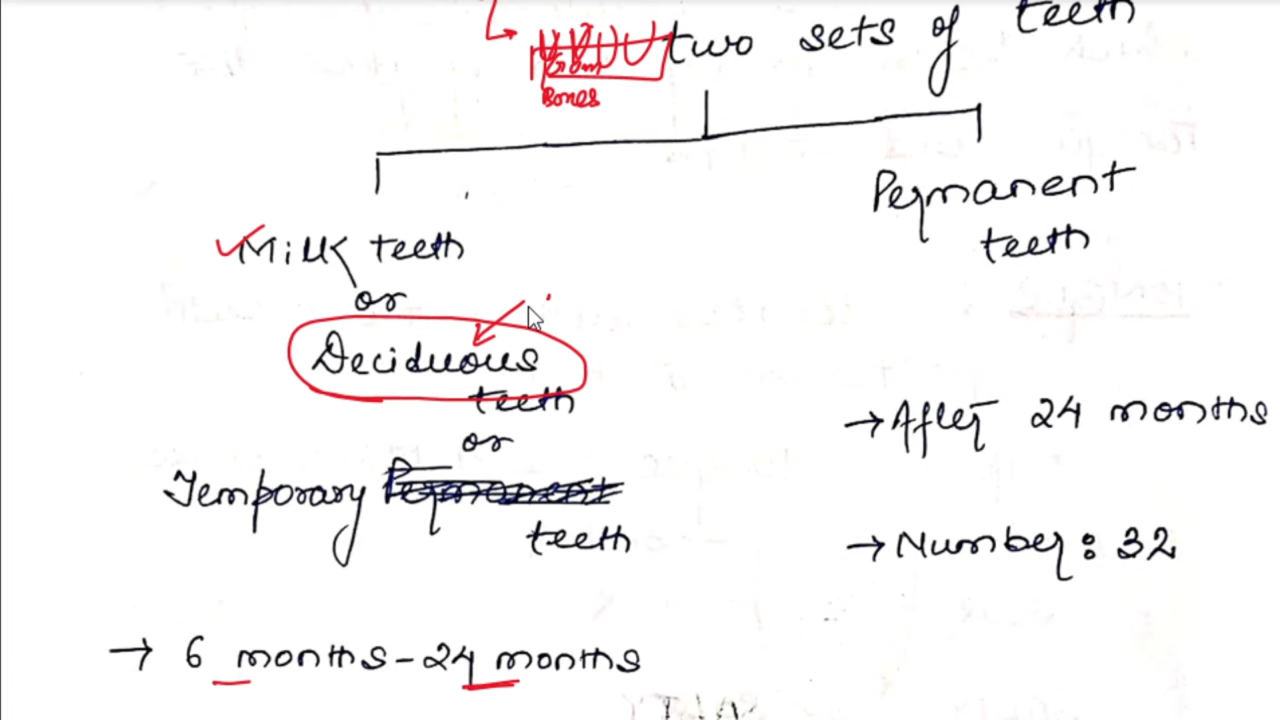 two sets of teeth
Gum
Bones
Permanent
teeth
Milk teeth
or
Deciduous
teeth
or
Temporary
teeth
→ After 24 months
→ Number: 32
→ 6 months - 24 months